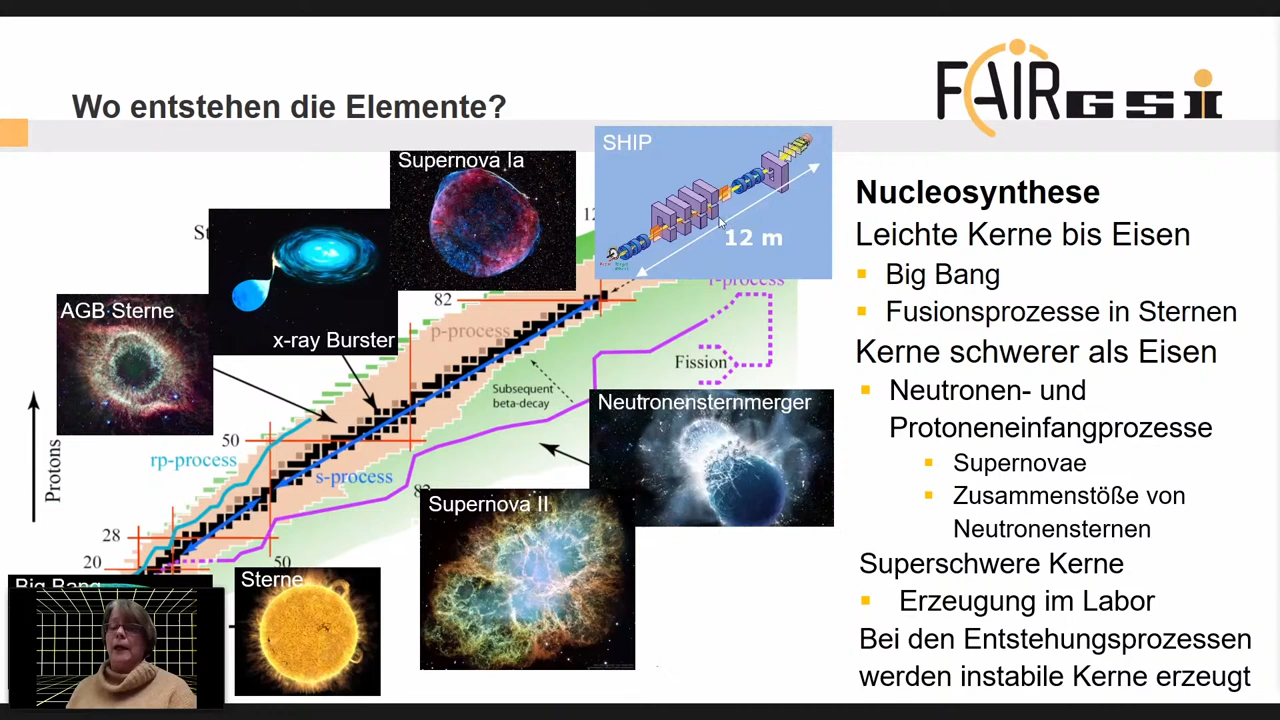 Wo entstehen die Elemente?
FAIR GSI
Supernova Ia
SHIP
12 m
St
12
AGB Sterne
x-ray Burster
82
p-process
r-process
Fission
Subsequent
beta-decay
Neutronensternmerger
Protons
50
rp-process
s-process
82
Supernova II
28
20
50
Big Bang
Sterne
Nucleosynthese
Leichte Kerne bis Eisen
Big Bang
Fusionsprozesse in Sternen
Kerne schwerer als Eisen
Neutronen- und
Protoneneinfangprozesse
Supernovae
Zusammenstöße von
Neutronensternen
Superschwere Kerne
Erzeugung im Labor
Bei den Entstehungsprozessen
werden instabile Kerne erzeugt